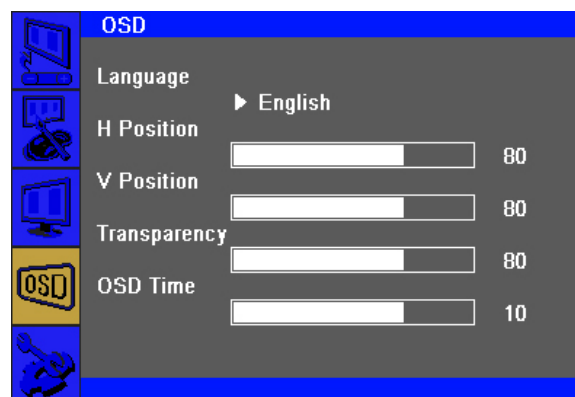 OSD
Language
English
H Position
80
V Position
80
Transparency
80
OSD
OSD Time
10